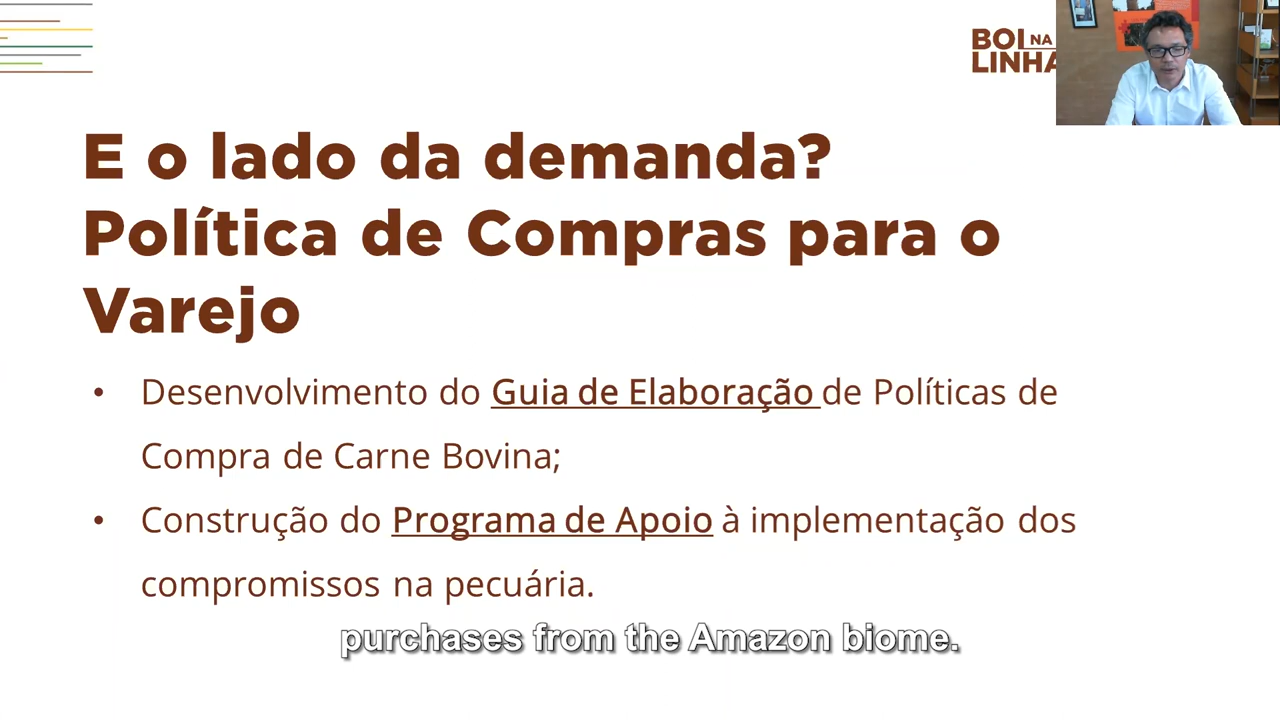 BOI NA
LINHA
E o lado da demanda?
Política de Compras para o
Varejo
• Desenvolvimento do Guia de Elaboração de Políticas de
Compra de Carne Bovina;
• Construção do Programa de Apoio à implementação dos
compromissos na pecuária.
purchases from the Amazon biome.